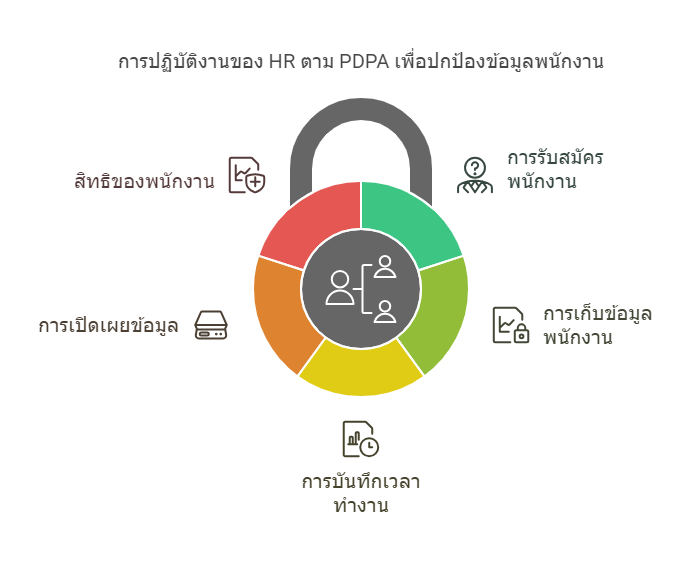 การปฏิบัติงานของ HR ตาม PDPA เพื่อปกป้องข้อมูลพนักงาน
การรับสมัคร
พนักงาน
สิทธิของพนักงาน
การเก็บข้อมูล
พนักงาน
การเปิดเผยข้อมูล
การบันทึกเวลา
ทำงาน